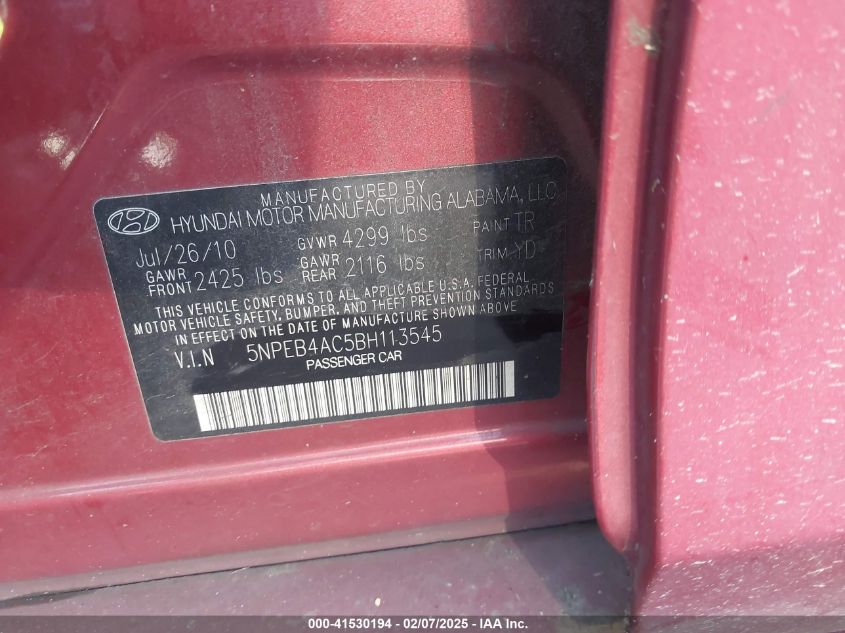 MANUFACTURED BY
HYUNDAI MOTOR MANUFACTURING ALABAMA, LLC
Jul/26/10 GVWR 4299 lbs PAINT TR
GAWR FRONT 2425 lbs GAWR REAR 2116 lbs TRIM YD
THIS VEHICLE CONFORMS TO ALL APPLICABLE U.S.A. FEDERAL
MOTOR VEHICLE SAFETY, BUMPER, AND THEFT PREVENTION STANDARDS
IN EFFECT ON THE DATE OF MANUFACTURE SHOWN ABOVE
V.I.N 5NPEB4AC5BH113545
PASSENGER CAR
000-41530194 - 02/07/2025 - IAA Inc.